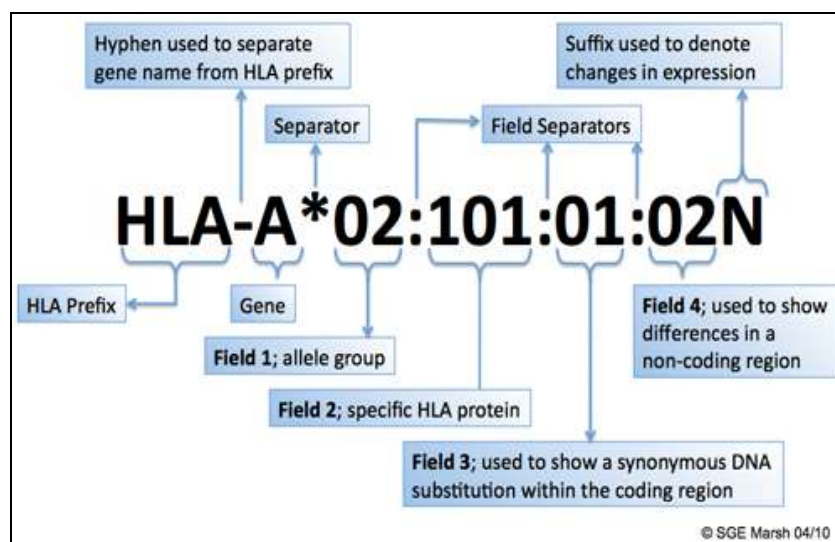 Hyphen used to separate
gene name from HLA prefix
Suffix used to denote
changes in expression
Separator
Field Separators
HLA-A*02:101:01:02N
HLA Prefix
Gene
Field 4; used to show
differences in a
non-coding region
Field 1; allele group
Field 2; specific HLA protein
Field 3; used to show a synonymous DNA
substitution within the coding region
© SGE Marsh 04/10